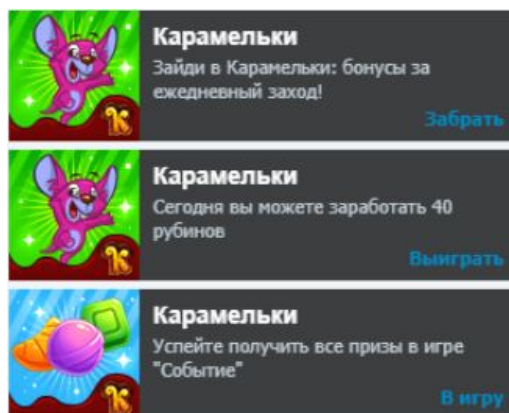 Карамельки
Зайди в Карамельки: бонусы за
ежедневный заход!
Забрать
Карамельки
Сегодня вы можете заработать 40
рубинов
Выиграть
Карамельки
Успейте получить все призы в игре
"Событие"
В игру